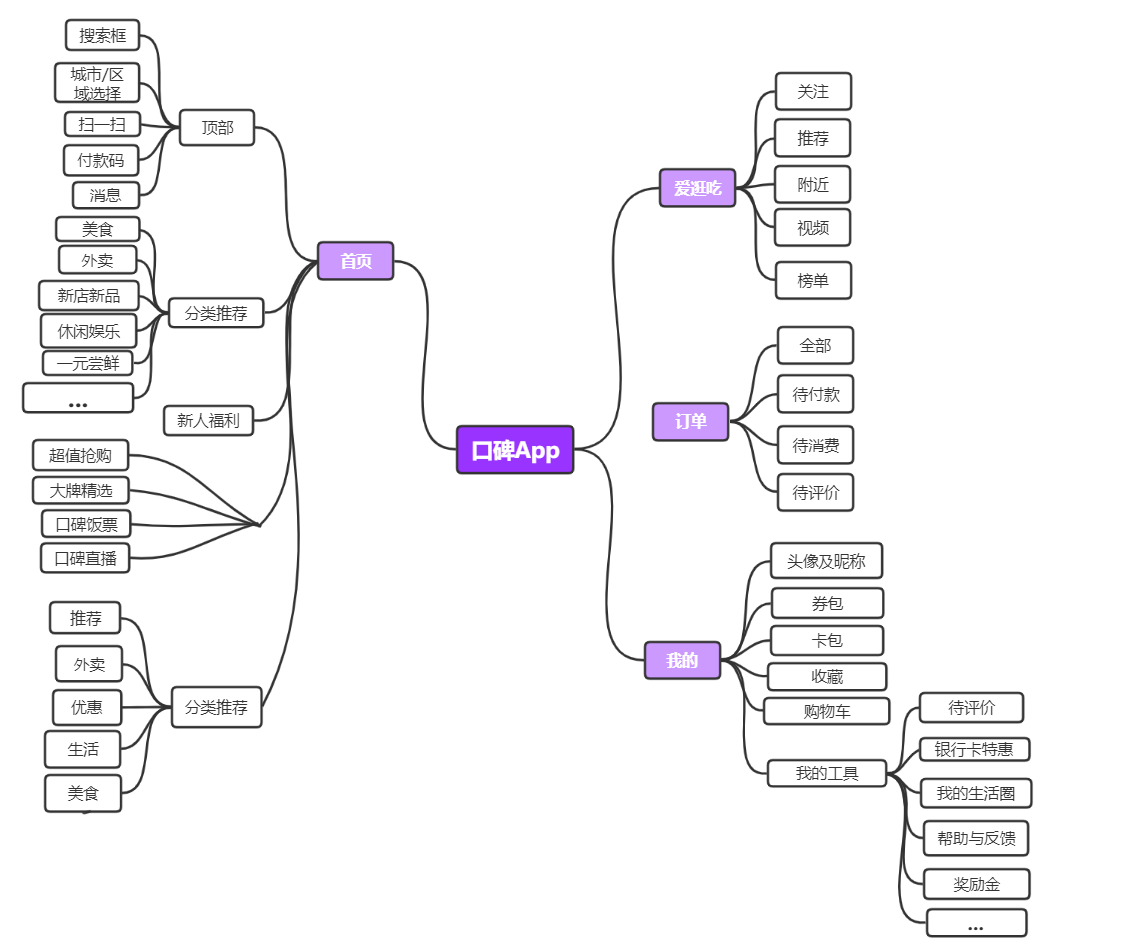 口碑App
首页
顶部
搜索框
城市/区
域选择
扫一扫
付款码
消息
分类推荐
美食
外卖
新店新品
休闲娱乐
一元尝鲜
...
新人福利
超值抢购
大牌精选
口碑饭票
口碑直播
分类推荐
推荐
外卖
优惠
生活
美食
爱逛吃
关注
推荐
附近
视频
榜单
订单
全部
待付款
待消费
待评价
我的
头像及昵称
券包
卡包
收藏
购物车
我的工具
待评价
银行卡特惠
我的生活圈
帮助与反馈
奖励金
...